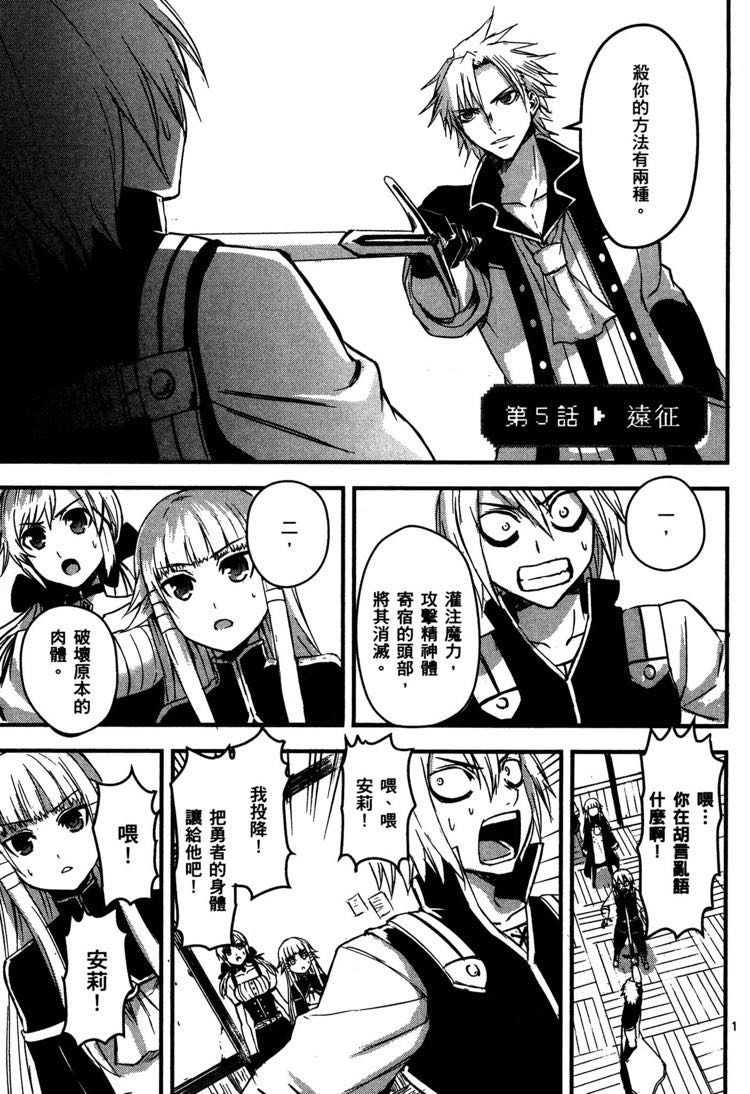 殺你的方法有兩種。
第5話 遠征
一，
灌注魔力，
攻擊精神體
寄宿的頭部，
將其消滅。
二，
破壞原本的
肉體。
喂…
你在胡言亂語
什麼啊！
喂、喂
安莉！
我投降！
把勇者的身體
讓給他吧！
喂！
安莉！
1